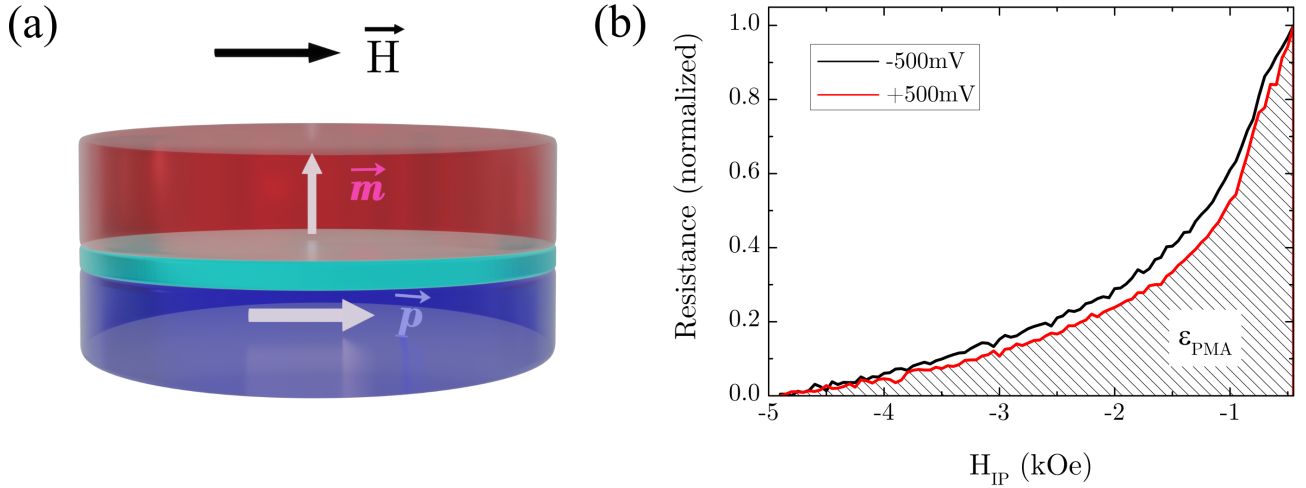 (a)
H
m
p
(b)
Resistance (normalized)
1.0
0.8
0.6
0.4
0.2
0.0
-500mV
+500mV
εPMA
-5 -4 -3 -2 -1
HIP (kOe)